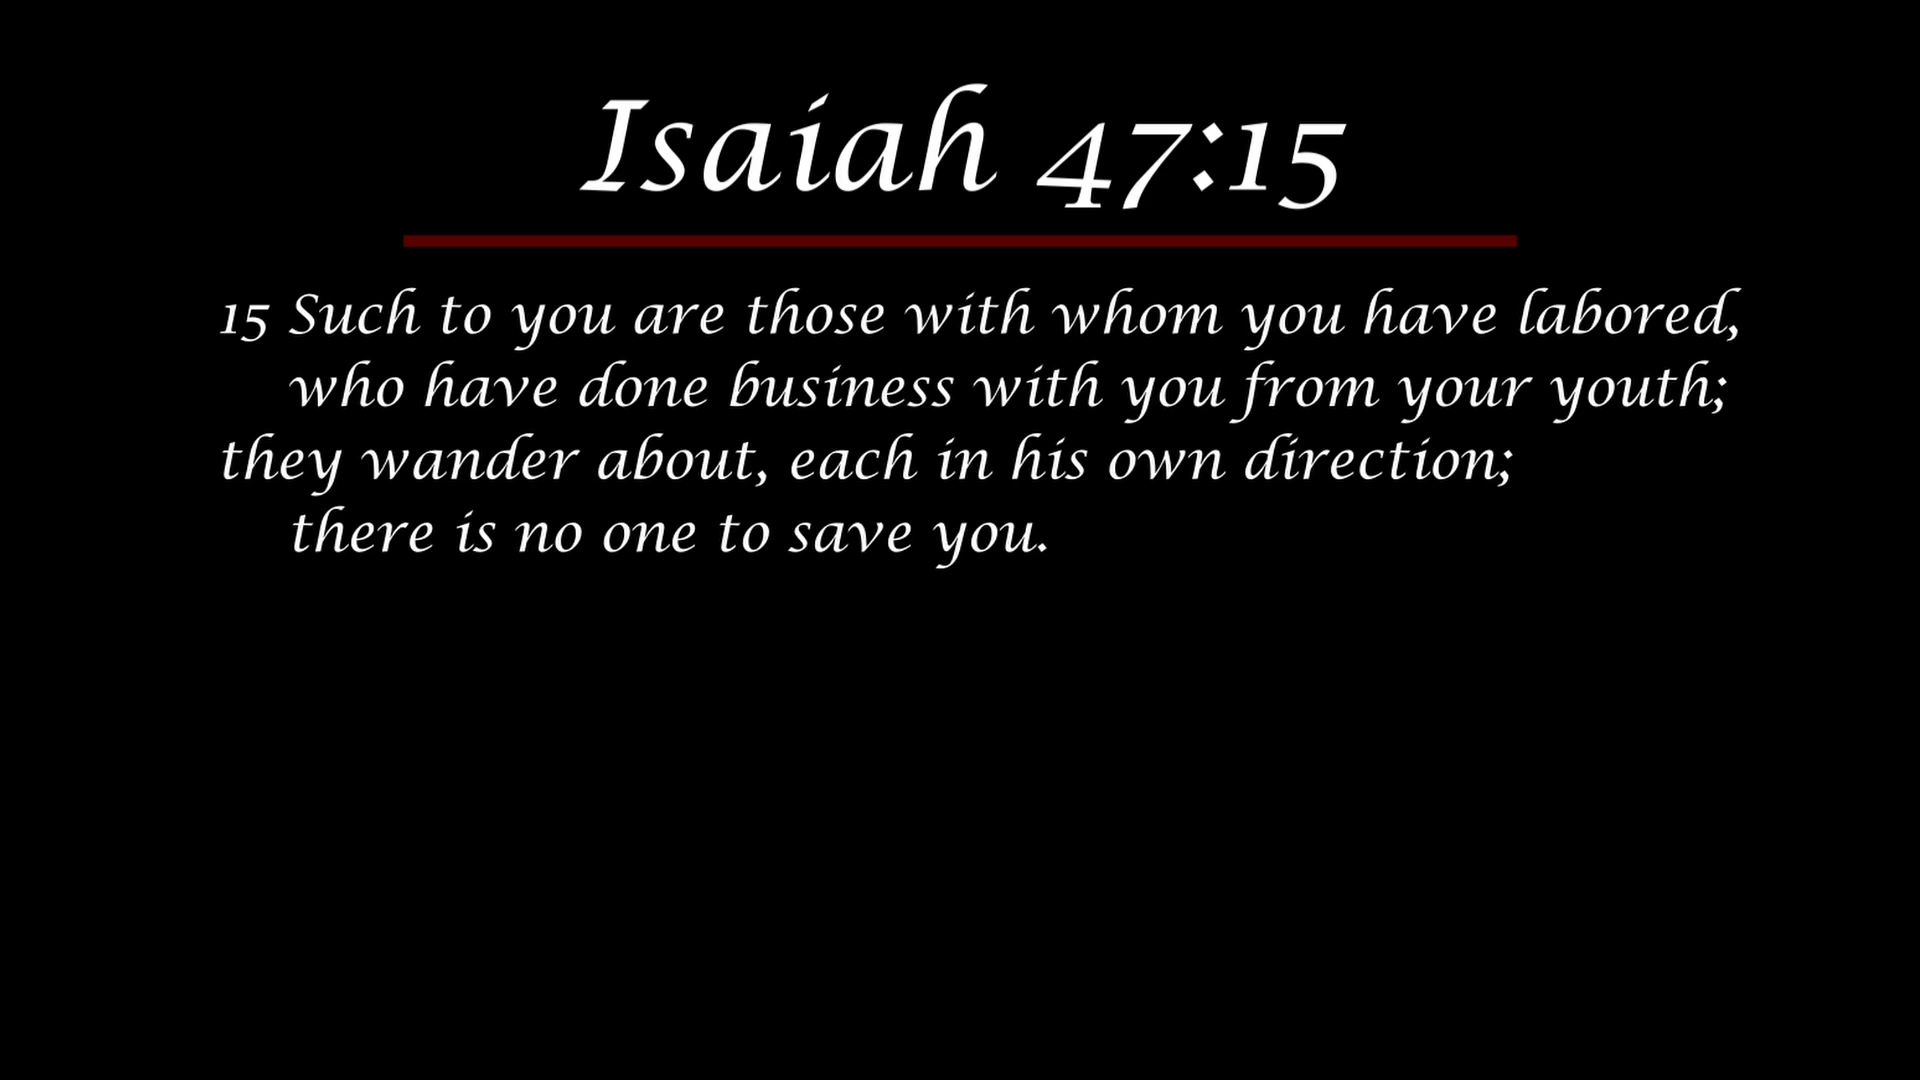 Isaiah 47:15
15 Such to you are those with whom you have labored,
who have done business with you from your youth;
they wander about, each in his own direction;
there is no one to save you.